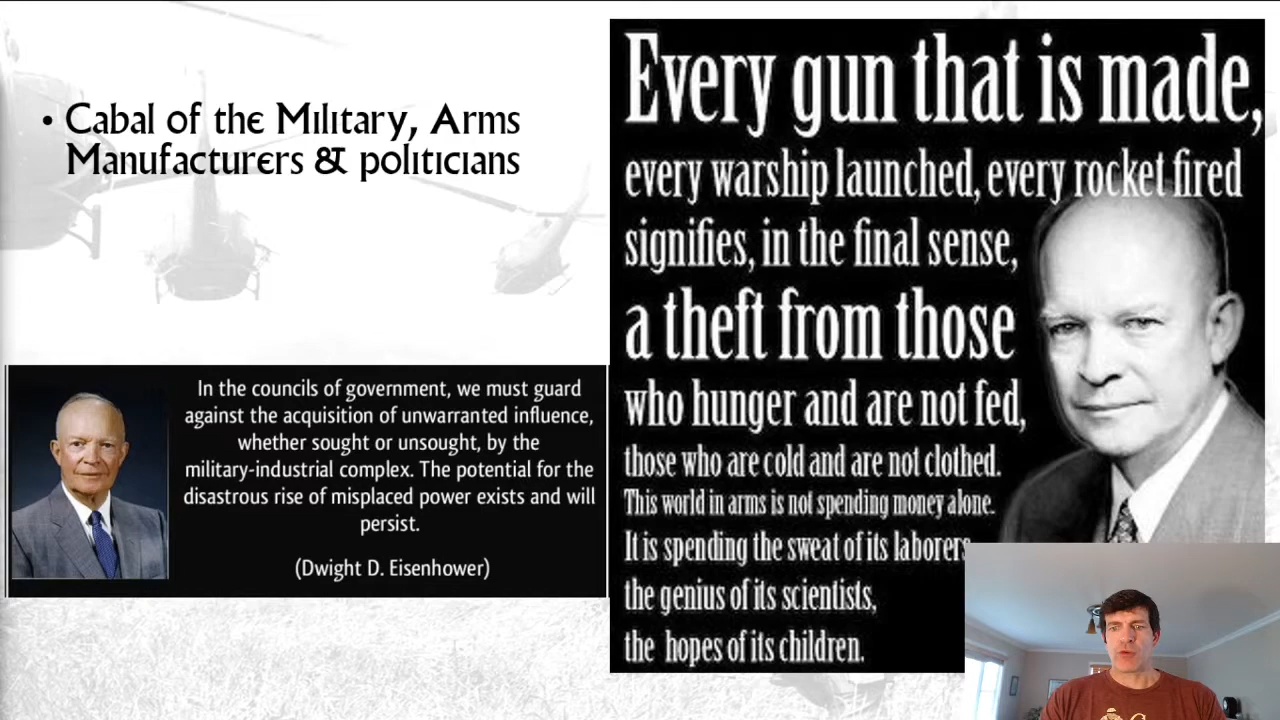 • Cabal of the Military, Arms
Manufacturers & politicians
In the councils of government, we must guard
against the acquisition of unwarranted influence,
whether sought or unsought, by the
military-industrial complex. The potential for the
disastrous rise of misplaced power exists and will
persist.
(Dwight D. Eisenhower)
Every gun that is made,
every warship launched, every rocket fired
signifies, in the final sense,
a theft from those
who hunger and are not fed,
those who are cold and are not clothed.
This world in arms is not spending money alone.
It is spending the sweat of its laborers
the genius of its scientists,
the hopes of its children.